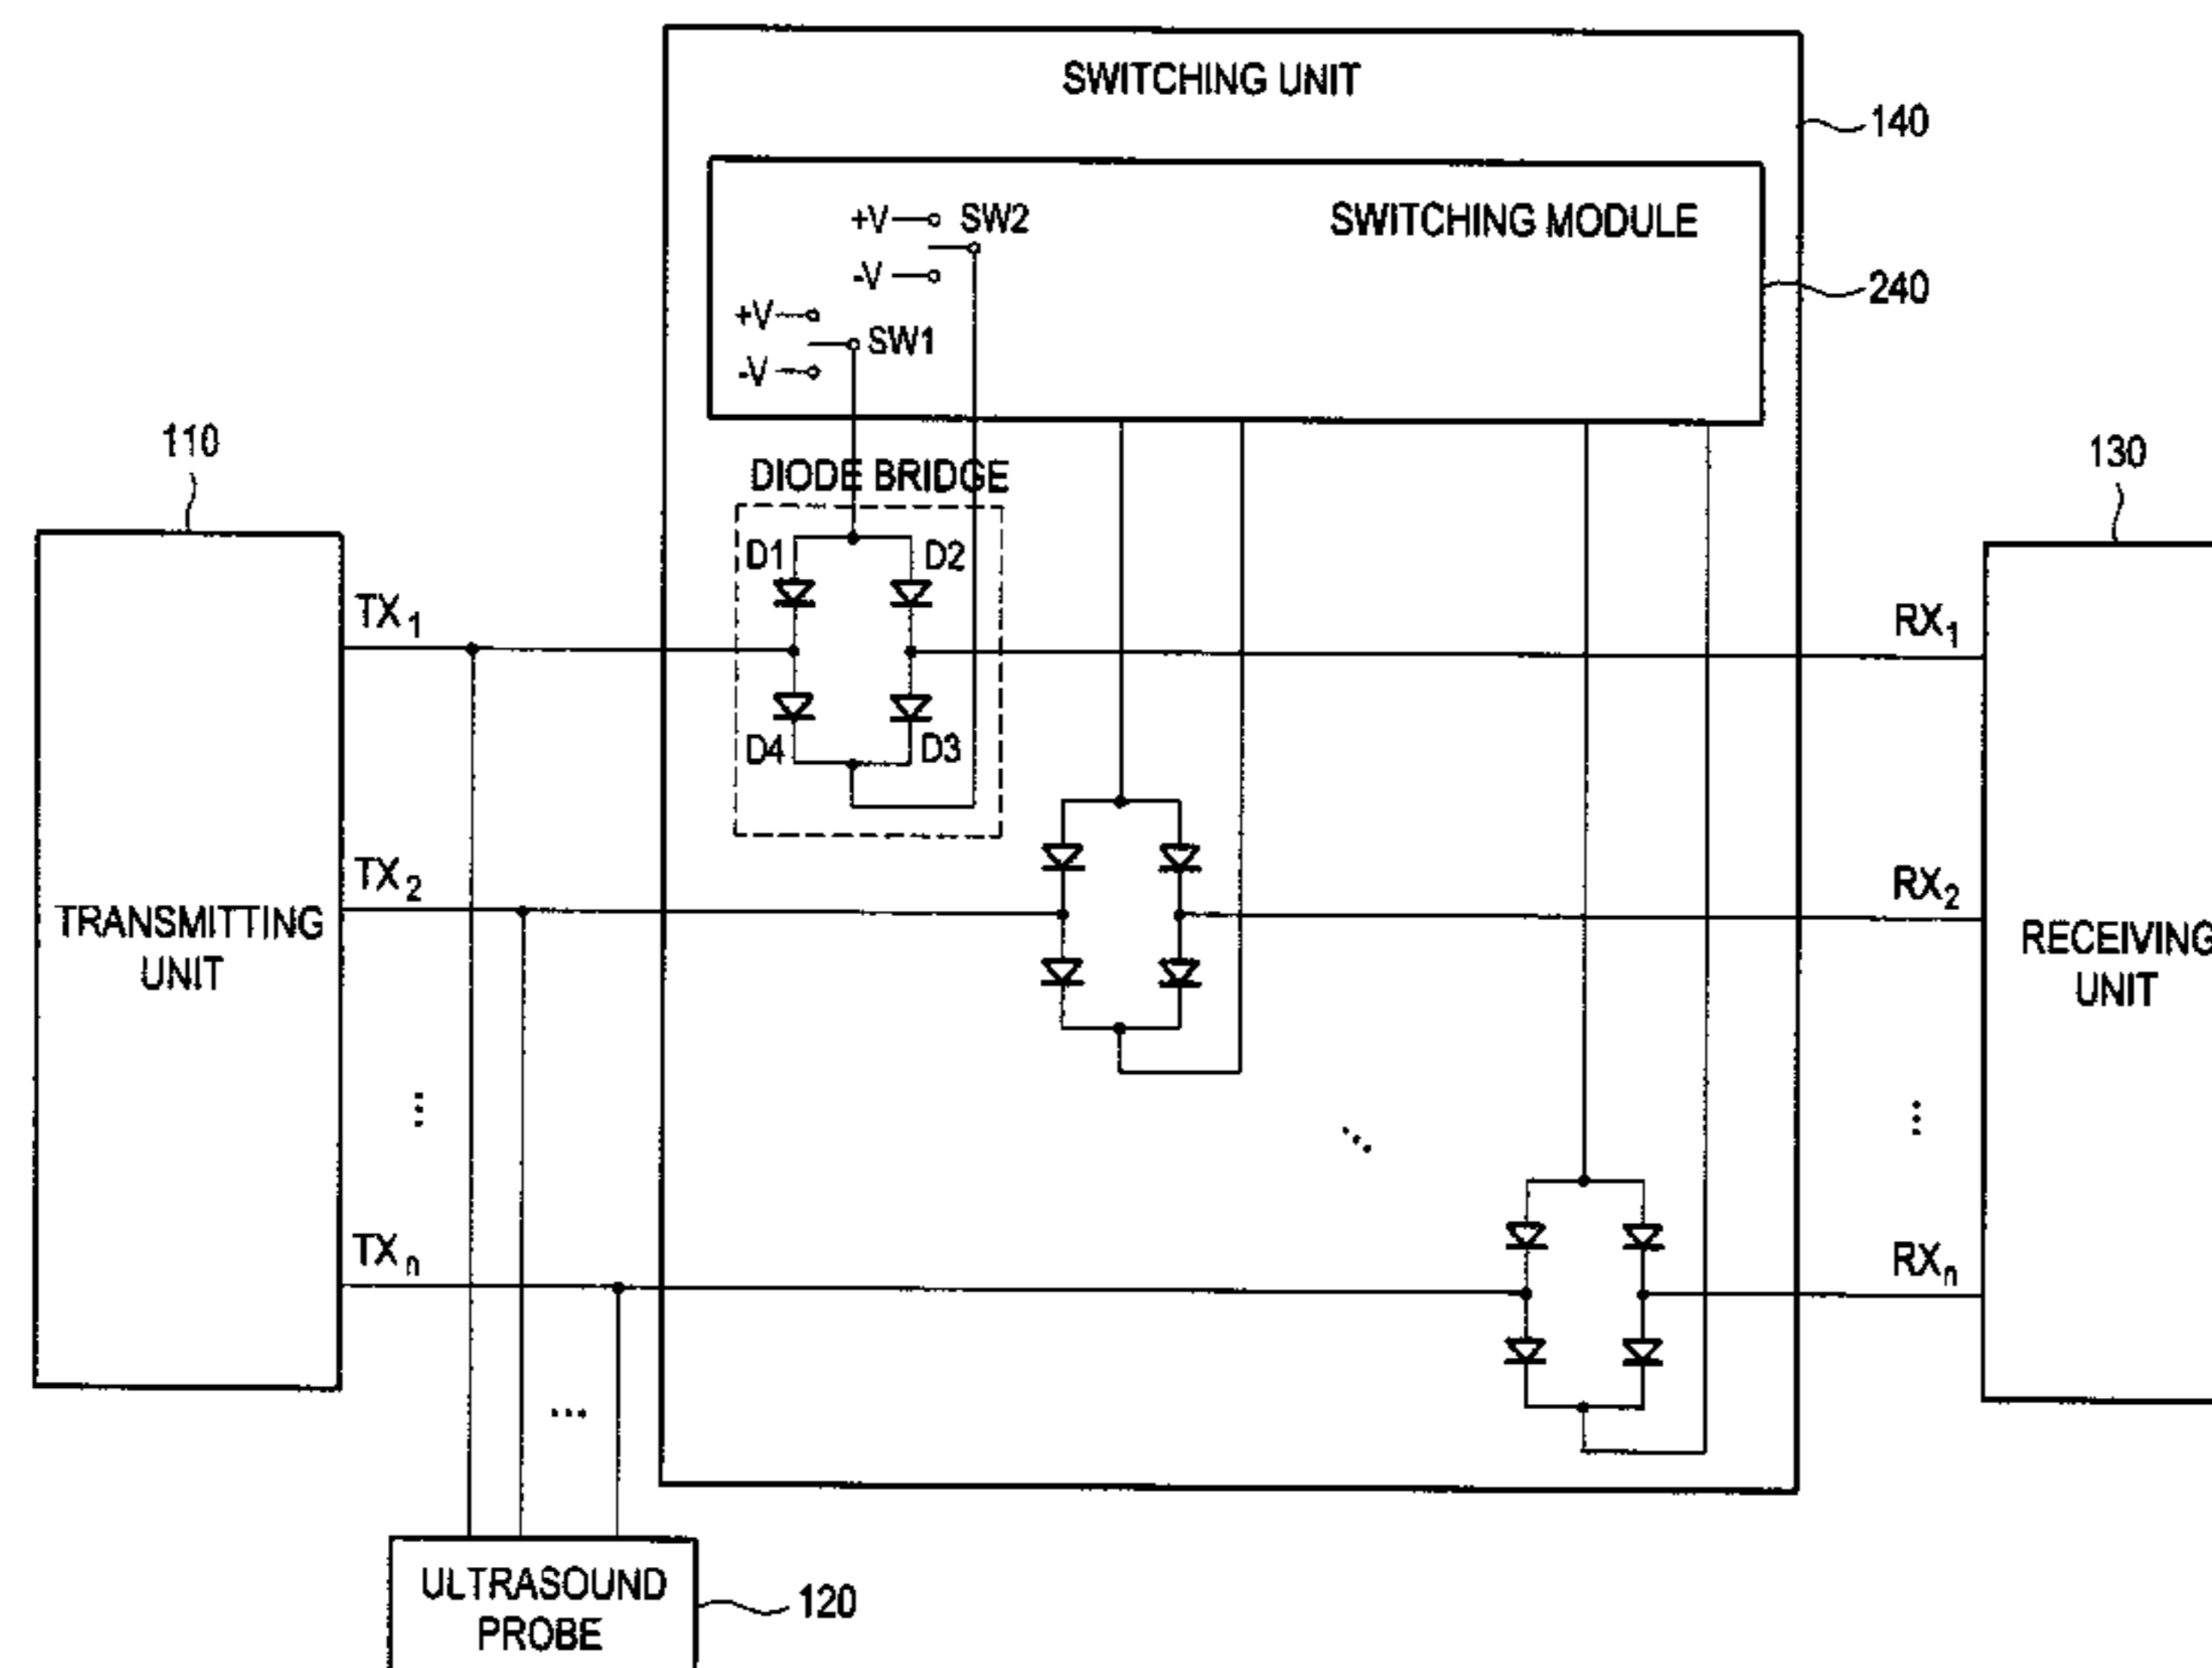 SWITCHING UNIT
140
SWITCHING MODULE
+V SW2
-V
240
+V
SW1
-V
110
DIODE BRIDGE
130
D1 D2
TX1
RX1
D4 D3
TX2
RX2
TRANSMITTING
UNIT
RECEIVING
UNIT
TXn
RXn
ULTRASOUND
PROBE
120